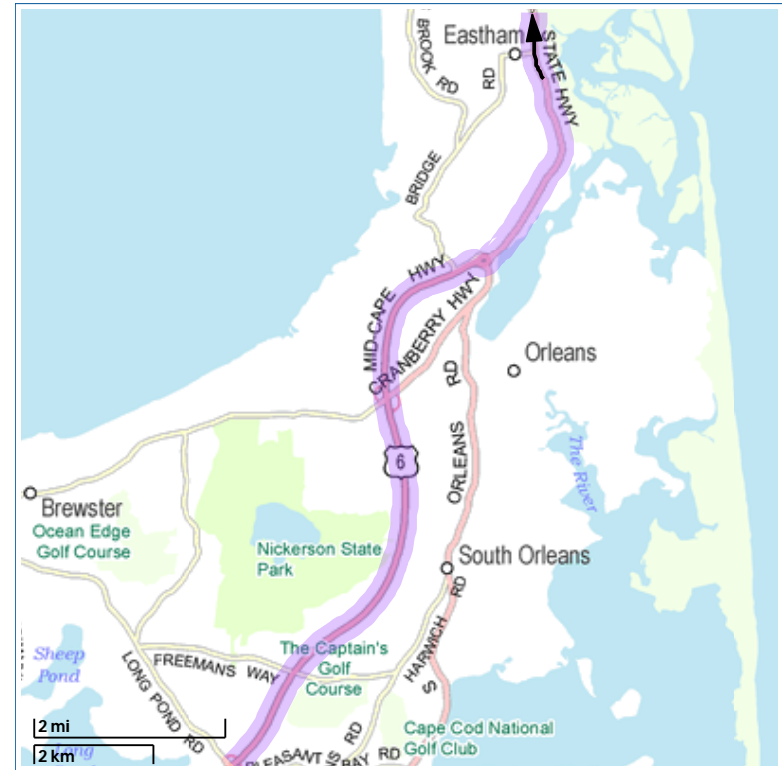 BROOK RD
Eastham
STATE HWY
RD
BRIDGE
MID-CAPE HWY
CRANBERRY HWY
Orleans
RD
ORLEANS
The River
6
Brewster
Ocean Edge
Golf Course
Nickerson State
Park
South Orleans
RD
HARWICH
S
The Captain's
Golf
Course
FREEMANS WAY
Sheep
Pond
LONG POND RD
Cape Cod National
Golf Club
RD
PLEASANT
BAY RD
2 mi
2 km
Long